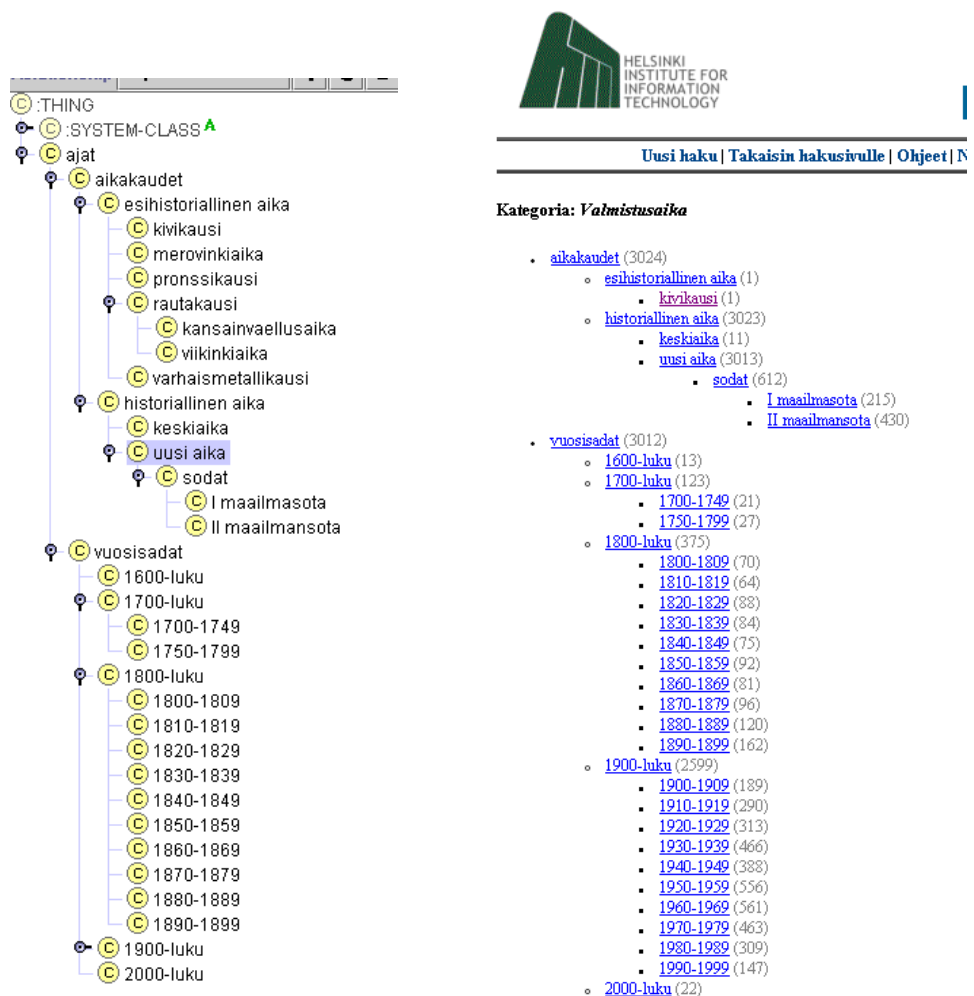 :THING
:SYSTEM-CLASS A
ajat
aikakaudet
esihistoriallinen aika
kivikausi
merovinkiaika
pronssikausi
rautakausi
kansainvaellusaika
viikinkiaika
varhaismetallikausi
historiallinen aika
keskiaika
uusi aika
sodat
I maailmasota
II maailmansota
vuosisadat
1600-luku
1700-luku
1700-1749
1750-1799
1800-luku
1800-1809
1810-1819
1820-1829
1830-1839
1840-1849
1850-1859
1860-1869
1870-1879
1880-1889
1890-1899
1900-luku
2000-luku
HELSINKI
INSTITUTE FOR
INFORMATION
TECHNOLOGY
Uusi haku | Takaisin hakusivulle | Ohjeet | N
Kategoria: Valmistusaika
aikakaudet (3024)
esihistoriallinen aika (1)
kivikausi (1)
historiallinen aika (3023)
keskiaika (11)
uusi aika (3013)
sodat (612)
I maailmasota (215)
II maailmansota (430)
vuosisadat (3012)
1600-luku (13)
1700-luku (123)
1700-1749 (21)
1750-1799 (27)
1800-luku (375)
1800-1809 (70)
1810-1819 (64)
1820-1829 (88)
1830-1839 (84)
1840-1849 (75)
1850-1859 (92)
1860-1869 (81)
1870-1879 (96)
1880-1889 (120)
1890-1899 (162)
1900-luku (2599)
1900-1909 (189)
1910-1919 (290)
1920-1929 (313)
1930-1939 (466)
1940-1949 (388)
1950-1959 (556)
1960-1969 (561)
1970-1979 (463)
1980-1989 (309)
1990-1999 (147)
2000-luku (22)